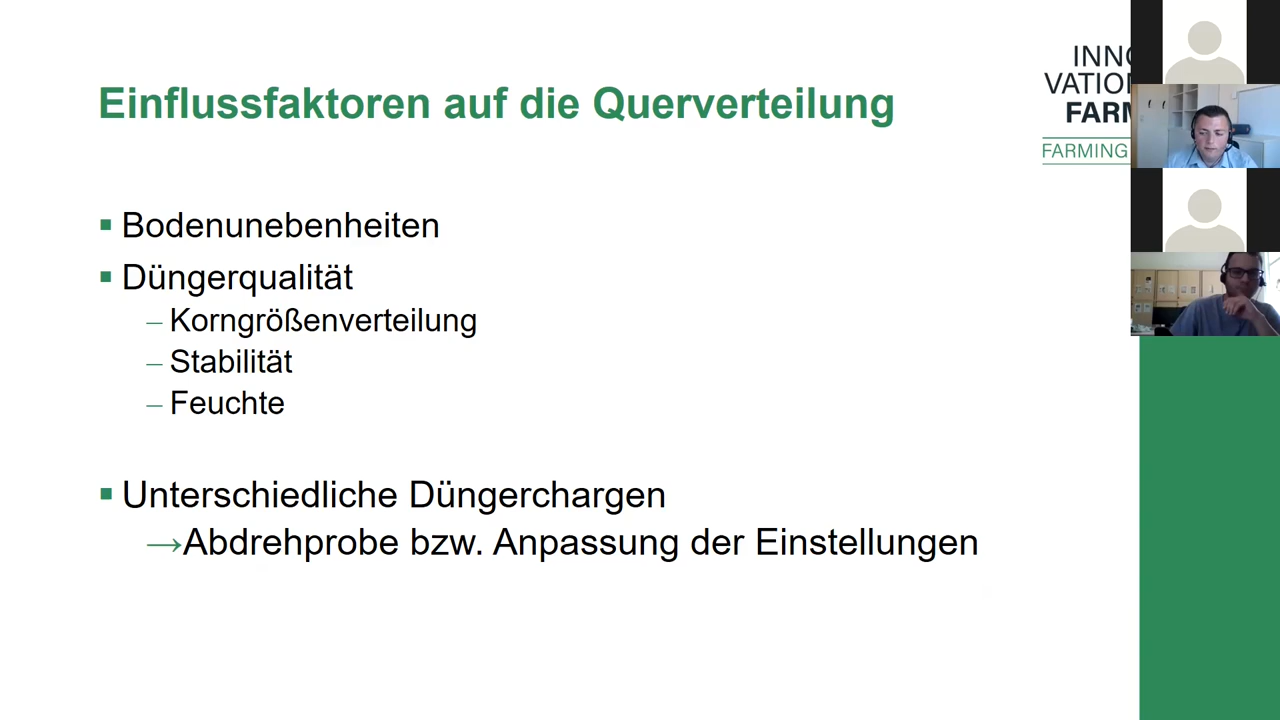 Einflussfaktoren auf die Querverteilung
INNO
VATION
FARM
FARMING
▪ Bodenunebenheiten
▪ Düngerqualität
– Korngrößenverteilung
– Stabilität
– Feuchte
▪ Unterschiedliche Düngerchargen
→Abdrehprobe bzw. Anpassung der Einstellungen